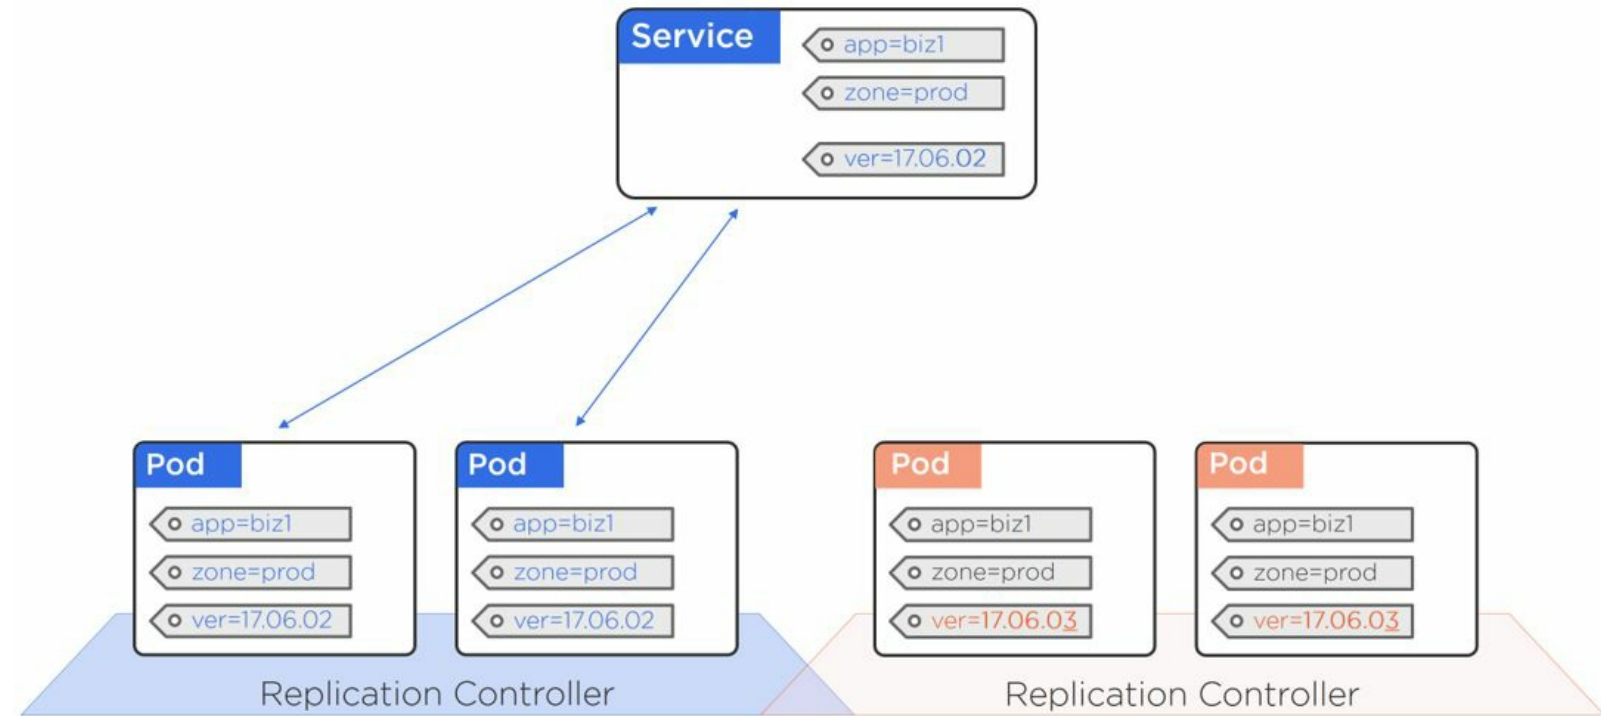 Service
app=biz1
zone=prod
ver=17.06.02
Pod
app=biz1
zone=prod
ver=17.06.02
Pod
app=biz1
zone=prod
ver=17.06.02
Pod
app=biz1
zone=prod
ver=17.06.03
Pod
app=biz1
zone=prod
ver=17.06.03
Replication Controller
Replication Controller